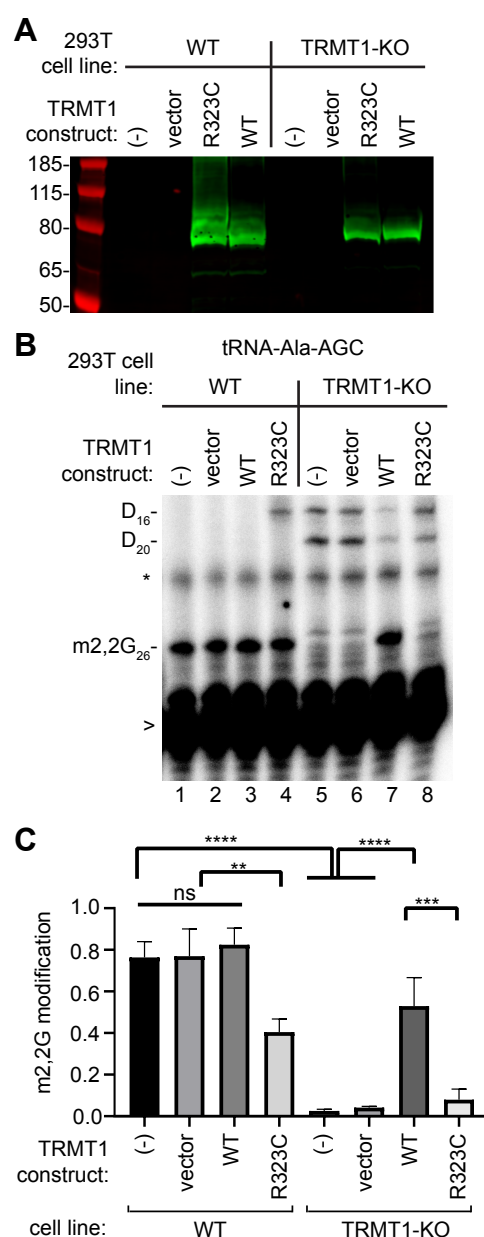 A
293T cell line: WT TRMT1-KO
TRMT1 construct: (-) vector R323C WT (-) vector R323C WT
185-
115-
80-
65-
50-
B
tRNA-Ala-AGC
293T cell line: WT TRMT1-KO
TRMT1 construct: (-) vector WT R323C (-) vector WT R323C
D16-
D20-
*
m2,2G26-
>
1 2 3 4 5 6 7 8
C
**** ****
** ***
ns
m2,2G modification
1.0
0.8
0.6
0.4
0.2
0.0
TRMT1 construct: (-) vector WT R323C (-) vector WT R323C
cell line: WT TRMT1-KO